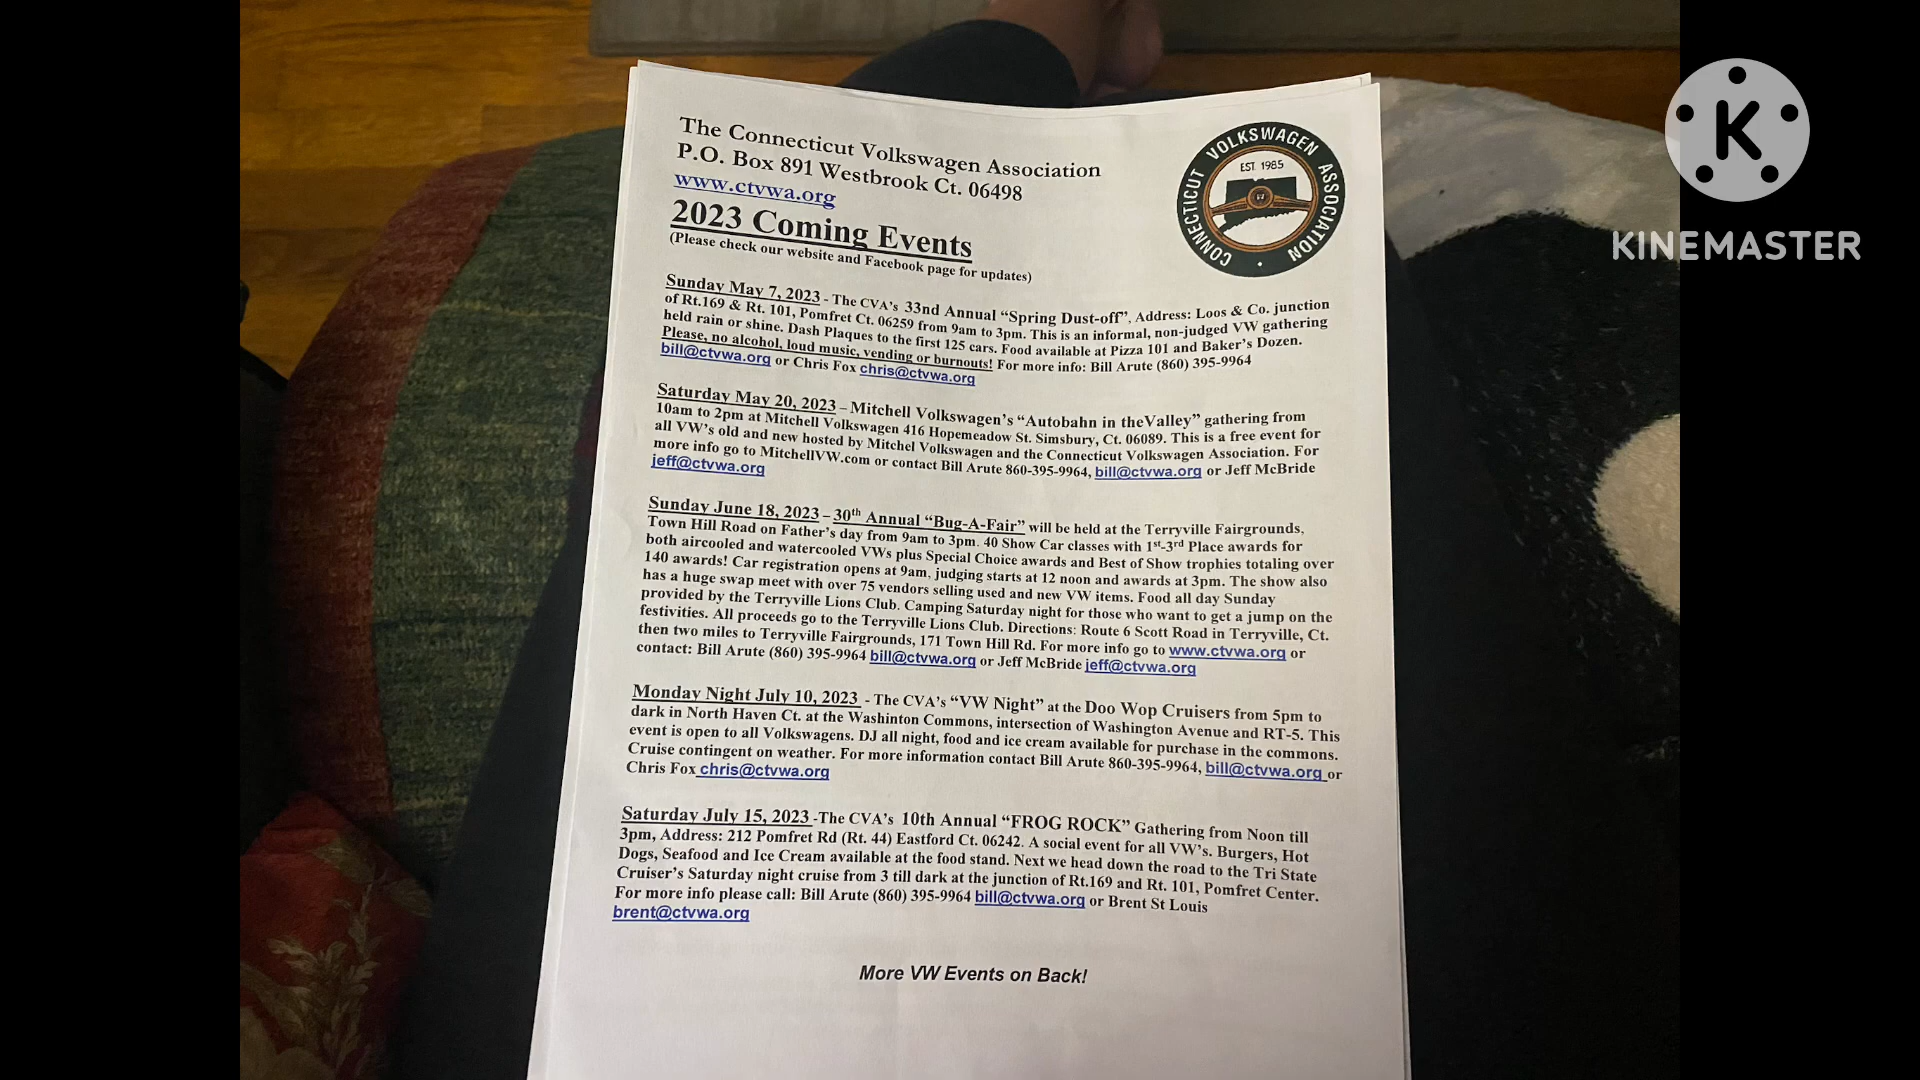 The Connecticut Volkswagen Association
P.O. Box 891 Westbrook Ct. 06498
www.ctvwa.org
2023 Coming Events
(Please check our website and Facebook page for updates)
CONNECTICUT VOLKSWAGEN ASSOCIATION
EST. 1985
KINEMASTER
Sunday May 7, 2023 - The CVA's 33nd Annual "Spring Dust-off", Address: Loos & Co. junction
of Rt.169 & Rt. 101, Pomfret Ct. 06259 from 9am to 3pm. This is an informal, non-judged VW gathering
held rain or shine. Dash Plaques to the first 125 cars. Food available at Pizza 101 and Baker's Dozen.
Please, no alcohol, loud music, vending or burnouts! For more info: Bill Arute (860) 395-9964
bill@ctvwa.org or Chris Fox chris@ctvwa.org
Saturday May 20, 2023 – Mitchell Volkswagen's "Autobahn in theValley" gathering from
10am to 2pm at Mitchell Volkswagen 416 Hopemeadow St. Simsbury, Ct. 06089. This is a free event for
all VW's old and new hosted by Mitchel Volkswagen and the Connecticut Volkswagen Association. For
more info go to MitchellVW.com or contact Bill Arute 860-395-9964, bill@ctvwa.org or Jeff McBride
jeff@ctvwa.org
Sunday June 18, 2023 – 30th Annual "Bug-A-Fair" will be held at the Terryville Fairgrounds,
Town Hill Road on Father's day from 9am to 3pm. 40 Show Car classes with 1st-3rd Place awards for
both aircooled and watercooled VWs plus Special Choice awards and Best of Show trophies totaling over
140 awards! Car registration opens at 9am, judging starts at 12 noon and awards at 3pm. The show also
has a huge swap meet with over 75 vendors selling used and new VW items. Food all day Sunday
provided by the Terryville Lions Club. Camping Saturday night for those who want to get a jump on the
festivities. All proceeds go to the Terryville Lions Club. Directions: Route 6 Scott Road in Terryville, Ct.
then two miles to Terryville Fairgrounds, 171 Town Hill Rd. For more info go to www.ctvwa.org or
contact: Bill Arute (860) 395-9964 bill@ctvwa.org or Jeff McBride jeff@ctvwa.org
Monday Night July 10, 2023 - The CVA's "VW Night" at the Doo Wop Cruisers from 5pm to
dark in North Haven Ct. at the Washinton Commons, intersection of Washington Avenue and RT-5. This
event is open to all Volkswagens. DJ all night, food and ice cream available for purchase in the commons.
Cruise contingent on weather. For more information contact Bill Arute 860-395-9964, bill@ctvwa.org or
Chris Fox chris@ctvwa.org
Saturday July 15, 2023 -The CVA's 10th Annual "FROG ROCK" Gathering from Noon till
3pm, Address: 212 Pomfret Rd (Rt. 44) Eastford Ct. 06242. A social event for all VW's. Burgers, Hot
Dogs, Seafood and Ice Cream available at the food stand. Next we head down the road to the Tri State
Cruiser's Saturday night cruise from 3 till dark at the junction of Rt.169 and Rt. 101, Pomfret Center.
For more info please call: Bill Arute (860) 395-9964 bill@ctvwa.org or Brent St Louis
brent@ctvwa.org
More VW Events on Back!